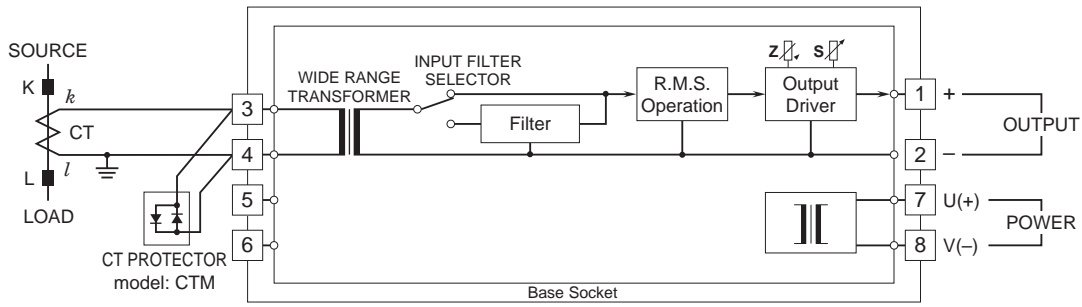 SOURCE
K
k
CT
l
L
LOAD
CT PROTECTOR
model: CTM
3
4
5
6
WIDE RANGE
TRANSFORMER
INPUT FILTER
SELECTOR
Filter
R.M.S.
Operation
Z
S
Output
Driver
1
+
2
–
OUTPUT
7
U(+)
8
V(–)
POWER
Base Socket